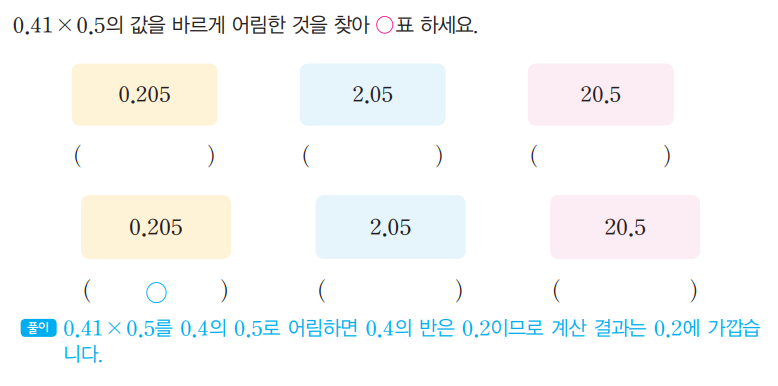 0.41×0.5의 값을 바르게 어림한 것을 찾아 ○표 하세요.
0.205 2.05 20.5
( ) ( ) ( )
0.205 2.05 20.5
( ○ ) ( ) ( )
풀이 0.41×0.5를 0.4의 0.5로 어림하면 0.4의 반은 0.2이므로 계산 결과는 0.2에 가깝습
니다.